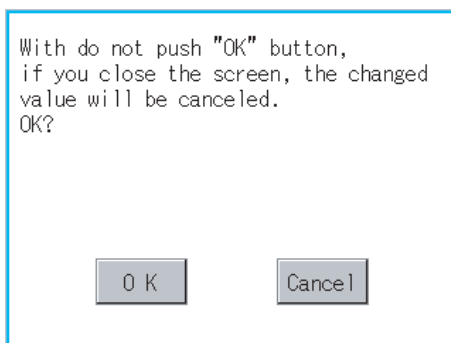 With do not push "OK" button,
if you close the screen, the changed
value will be canceled.
OK?
O K
Cancel